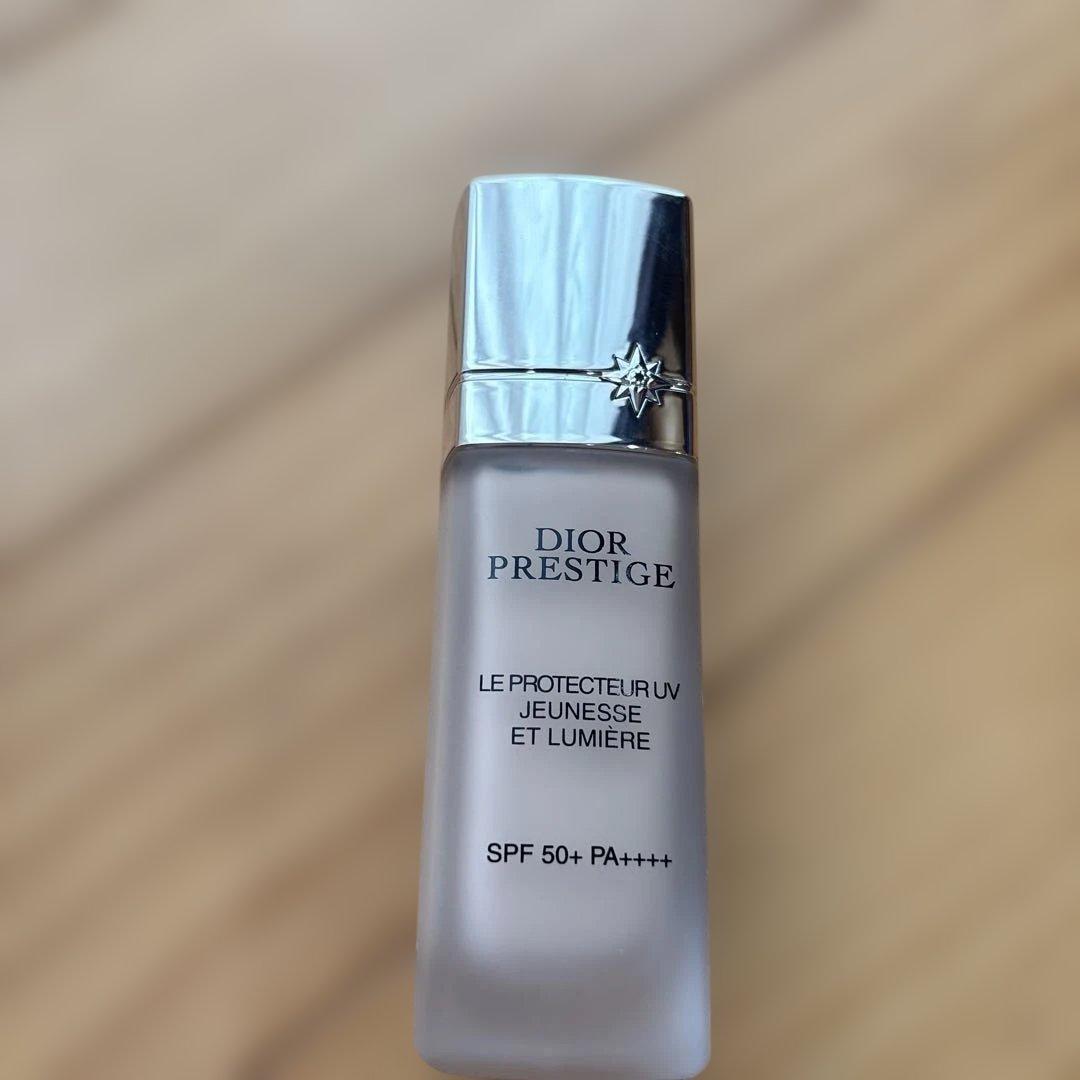 DIOR
PRESTIGE
LE PROTECTEUR UV
JEUNESSE
ET LUMIÈRE
SPF 50+ PA++++